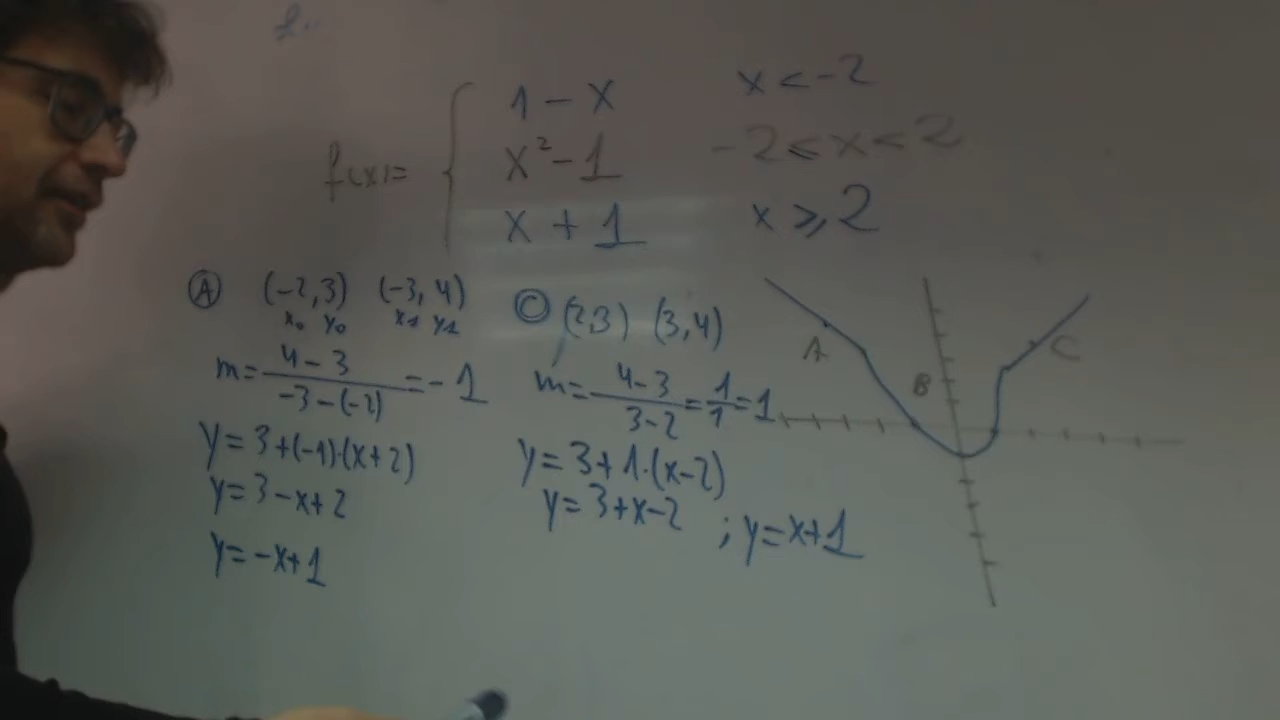 f(x)= { 1 - x    x < -2
x² - 1    -2 ≤ x < 2
x + 1    x ≥ 2
Ⓐ (-2,3) (-3,4)
x₀ y₀ x₁ y₁
m = 4-3 / -3-(-2) = -1
y = 3+(-1)·(x+2)
y = 3-x+2
y = -x+1
Ⓒ (2,3) (3,4)
m = 4-3 / 3-2 = 1/1 = 1
y = 3+1·(x-2)
y = 3+x-2 ; y = x+1
A
B
C